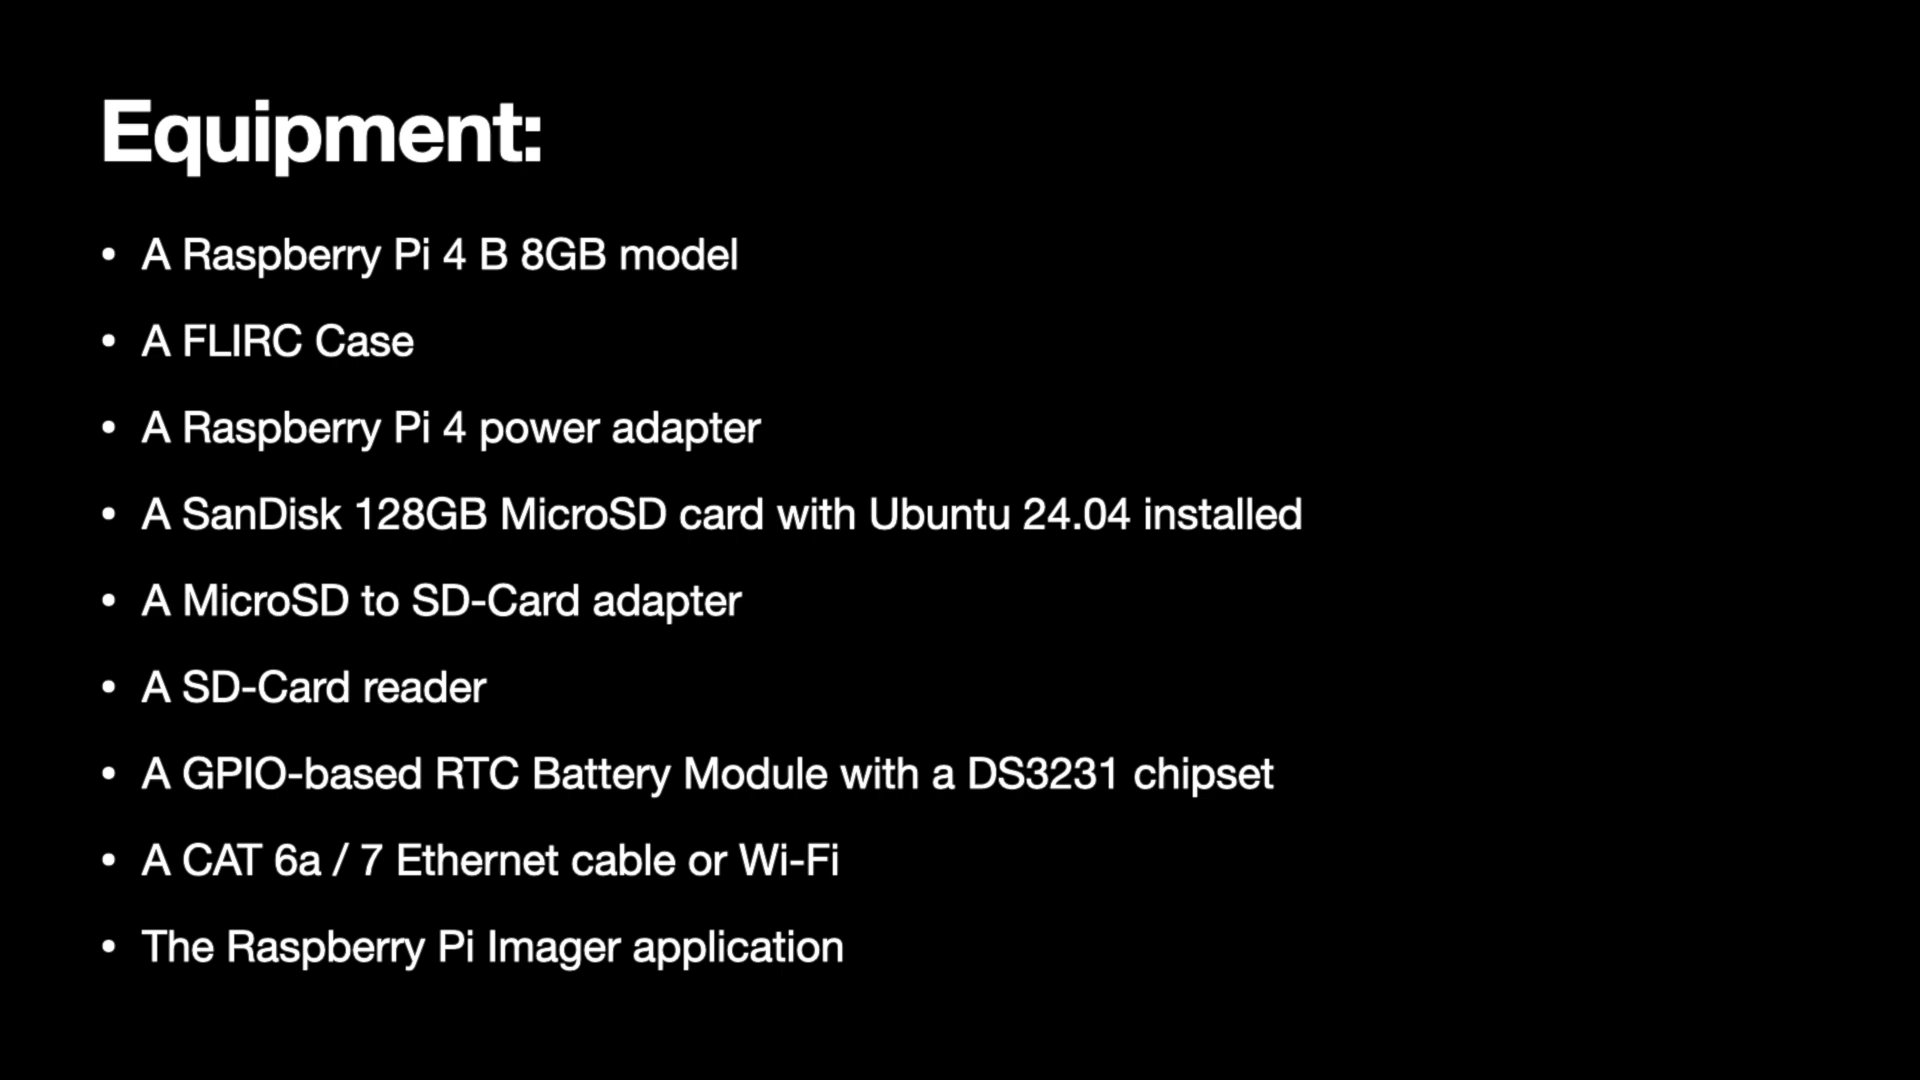 Equipment:
• A Raspberry Pi 4 B 8GB model
• A FLIRC Case
• A Raspberry Pi 4 power adapter
• A SanDisk 128GB MicroSD card with Ubuntu 24.04 installed
• A MicroSD to SD-Card adapter
• A SD-Card reader
• A GPIO-based RTC Battery Module with a DS3231 chipset
• A CAT 6a / 7 Ethernet cable or Wi-Fi
• The Raspberry Pi Imager application